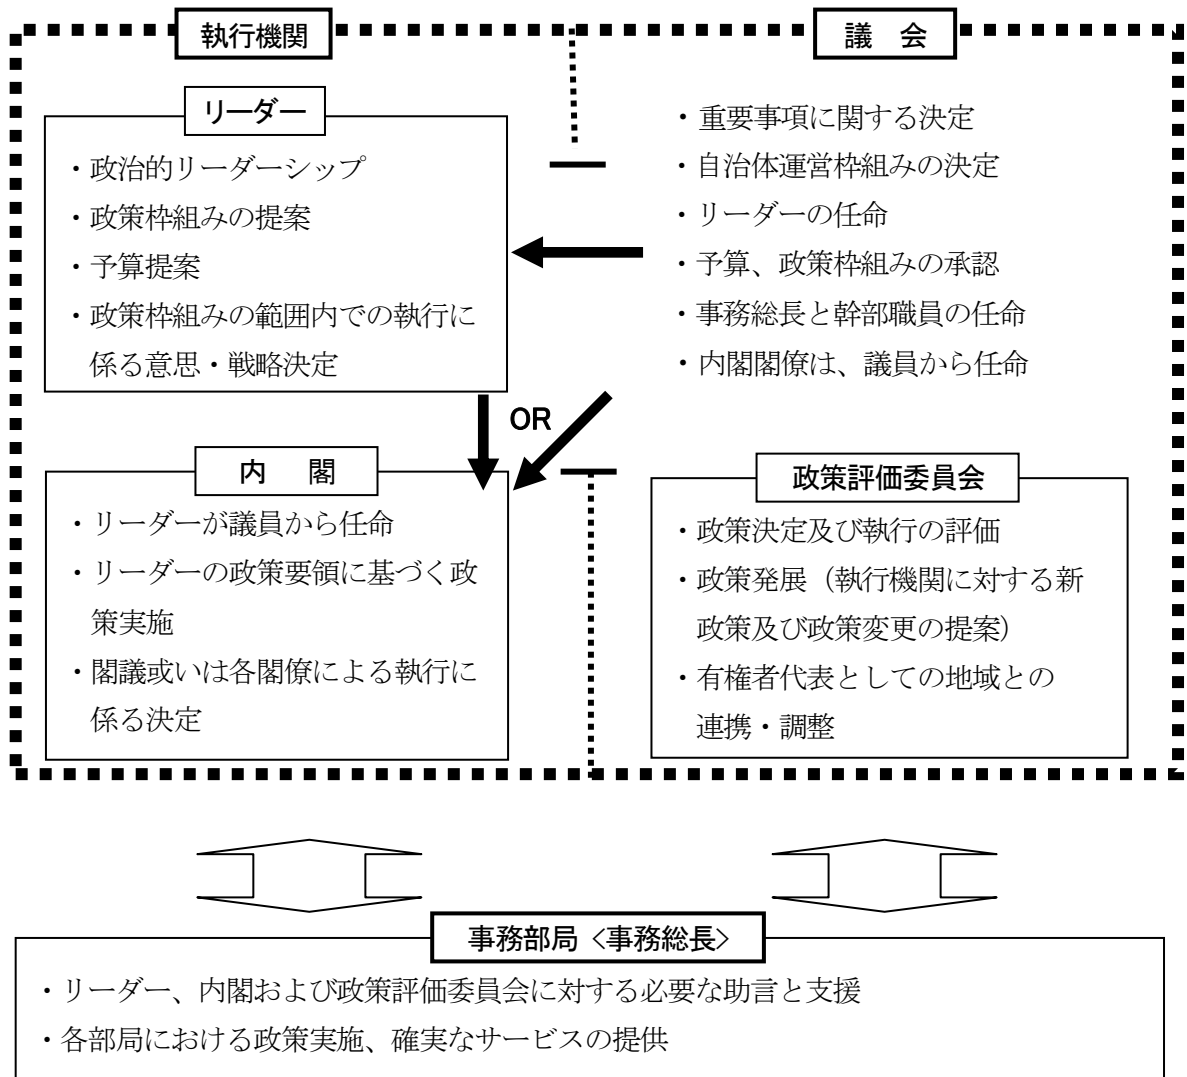 執行機関
リーダー
・政治的リーダーシップ
・政策枠組みの提案
・予算提案
・政策枠組みの範囲内での執行に
係る意思・戦略決定
議　会
・重要事項に関する決定
・自治体運営枠組みの決定
・リーダーの任命
・予算、政策枠組みの承認
・事務総長と幹部職員の任命
・内閣閣僚は、議員から任命
OR
内　閣
・リーダーが議員から任命
・リーダーの政策要領に基づく政
策実施
・閣議或いは各閣僚による執行に
係る決定
政策評価委員会
・政策決定及び執行の評価
・政策発展（執行機関に対する新
政策及び政策変更の提案）
・有権者代表としての地域との
連携・調整
事務部局〈事務総長〉
・リーダー、内閣および政策評価委員会に対する必要な助言と支援
・各部局における政策実施、確実なサービスの提供